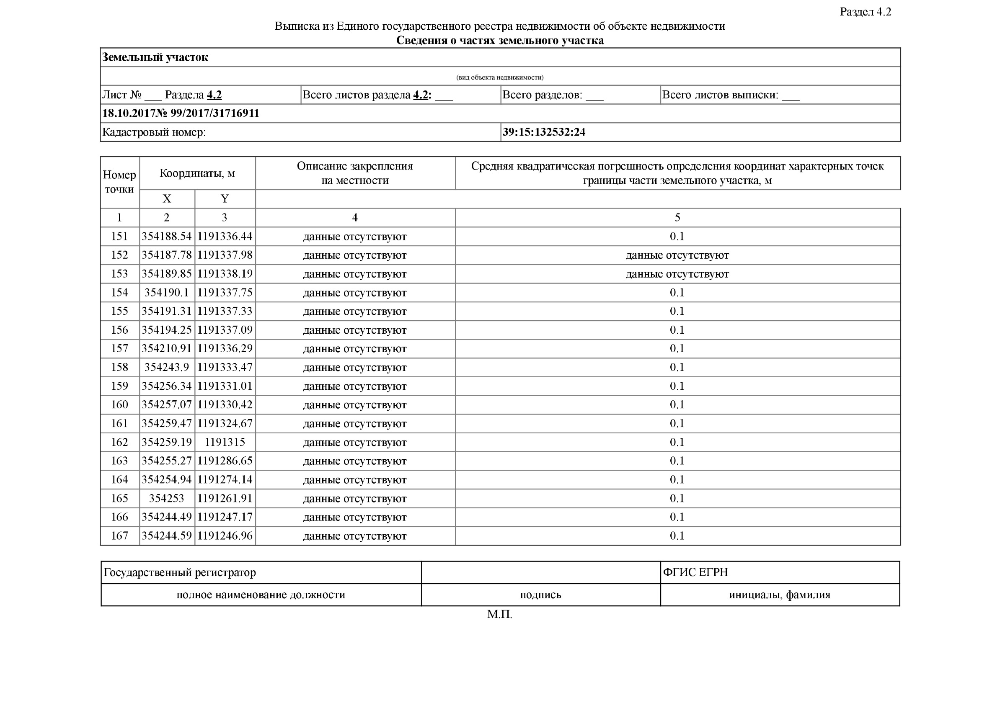 Раздел 4.2
Выписка из Единого государственного реестра недвижимости об объекте недвижимости
Сведения о частях земельного участка
Земельный участок
(вид объекта недвижимости)
Лист № ___ Раздела 4.2 Всего листов раздела 4.2: ___ Всего разделов: ___ Всего листов выписки: ___
18.10.2017№ 99/2017/31716911
Кадастровый номер: 39:15:132532:24
Номер точки Координаты, м Описание закрепления на местности Средняя квадратическая погрешность определения координат характерных точек границы части земельного участка, м
X Y
1 2 3 4 5
151 354188.54 1191336.44 данные отсутствуют 0.1
152 354187.78 1191337.98 данные отсутствуют данные отсутствуют
153 354189.85 1191338.19 данные отсутствуют данные отсутствуют
154 354190.1 1191337.75 данные отсутствуют 0.1
155 354191.31 1191337.33 данные отсутствуют 0.1
156 354194.25 1191337.09 данные отсутствуют 0.1
157 354210.91 1191336.29 данные отсутствуют 0.1
158 354243.9 1191333.47 данные отсутствуют 0.1
159 354256.34 1191331.01 данные отсутствуют 0.1
160 354257.07 1191330.42 данные отсутствуют 0.1
161 354259.47 1191324.67 данные отсутствуют 0.1
162 354259.19 1191315 данные отсутствуют 0.1
163 354255.27 1191286.65 данные отсутствуют 0.1
164 354254.94 1191274.14 данные отсутствуют 0.1
165 354253 1191261.91 данные отсутствуют 0.1
166 354244.49 1191247.17 данные отсутствуют 0.1
167 354244.59 1191246.96 данные отсутствуют 0.1
Государственный регистратор ФГИС ЕГРН
полное наименование должности подпись инициалы, фамилия
М.П.